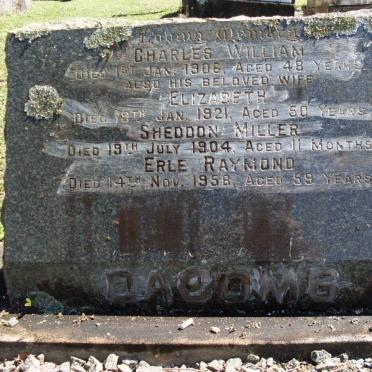 In Loving Memory
CHARLES WILLIAM
DIED 1ST JAN. 1906, AGED 48 YEARS
ALSO HIS BELOVED WIFE
ELIZABETH
DIED 19TH JAN. 1921, AGED 50 YEARS
SHEDDON MILLER
DIED 19TH JULY 1904, AGED 11 MONTHS
ERLE RAYMOND
DIED 14TH NOV. 1958, AGED 59 YEARS
DACOMB